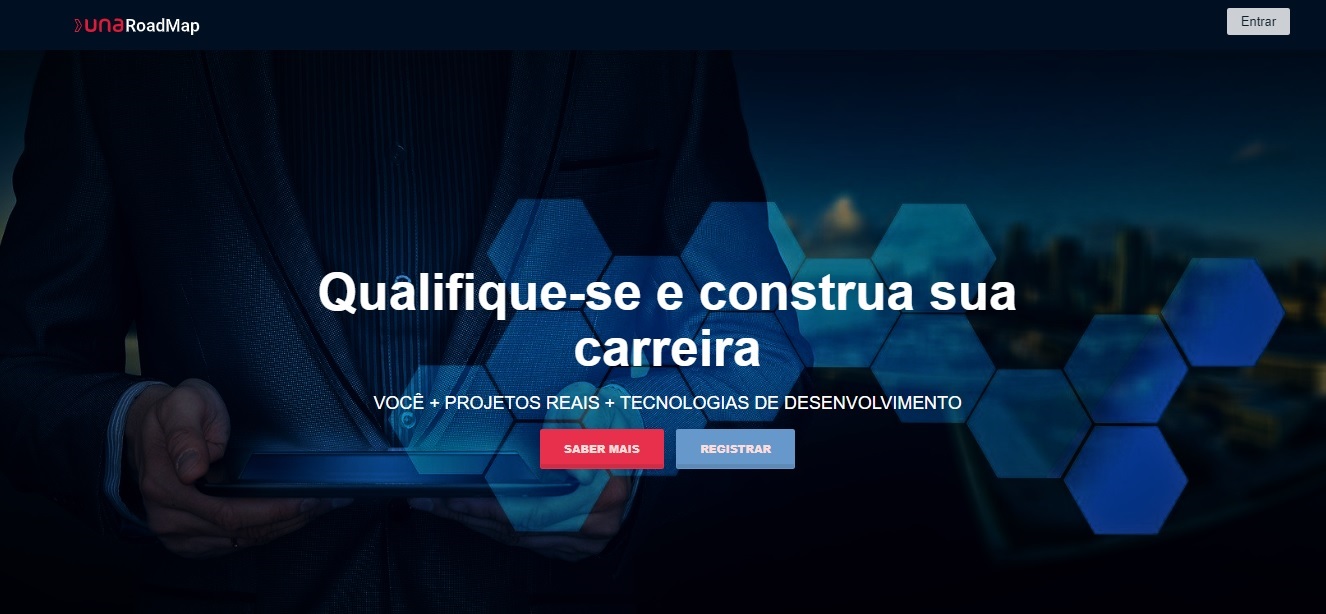 unaRoadMap
Entrar
Qualifique-se e construa sua
carreira
VOCÊ + PROJETOS REAIS + TECNOLOGIAS DE DESENVOLVIMENTO
SABER MAIS
REGISTRAR